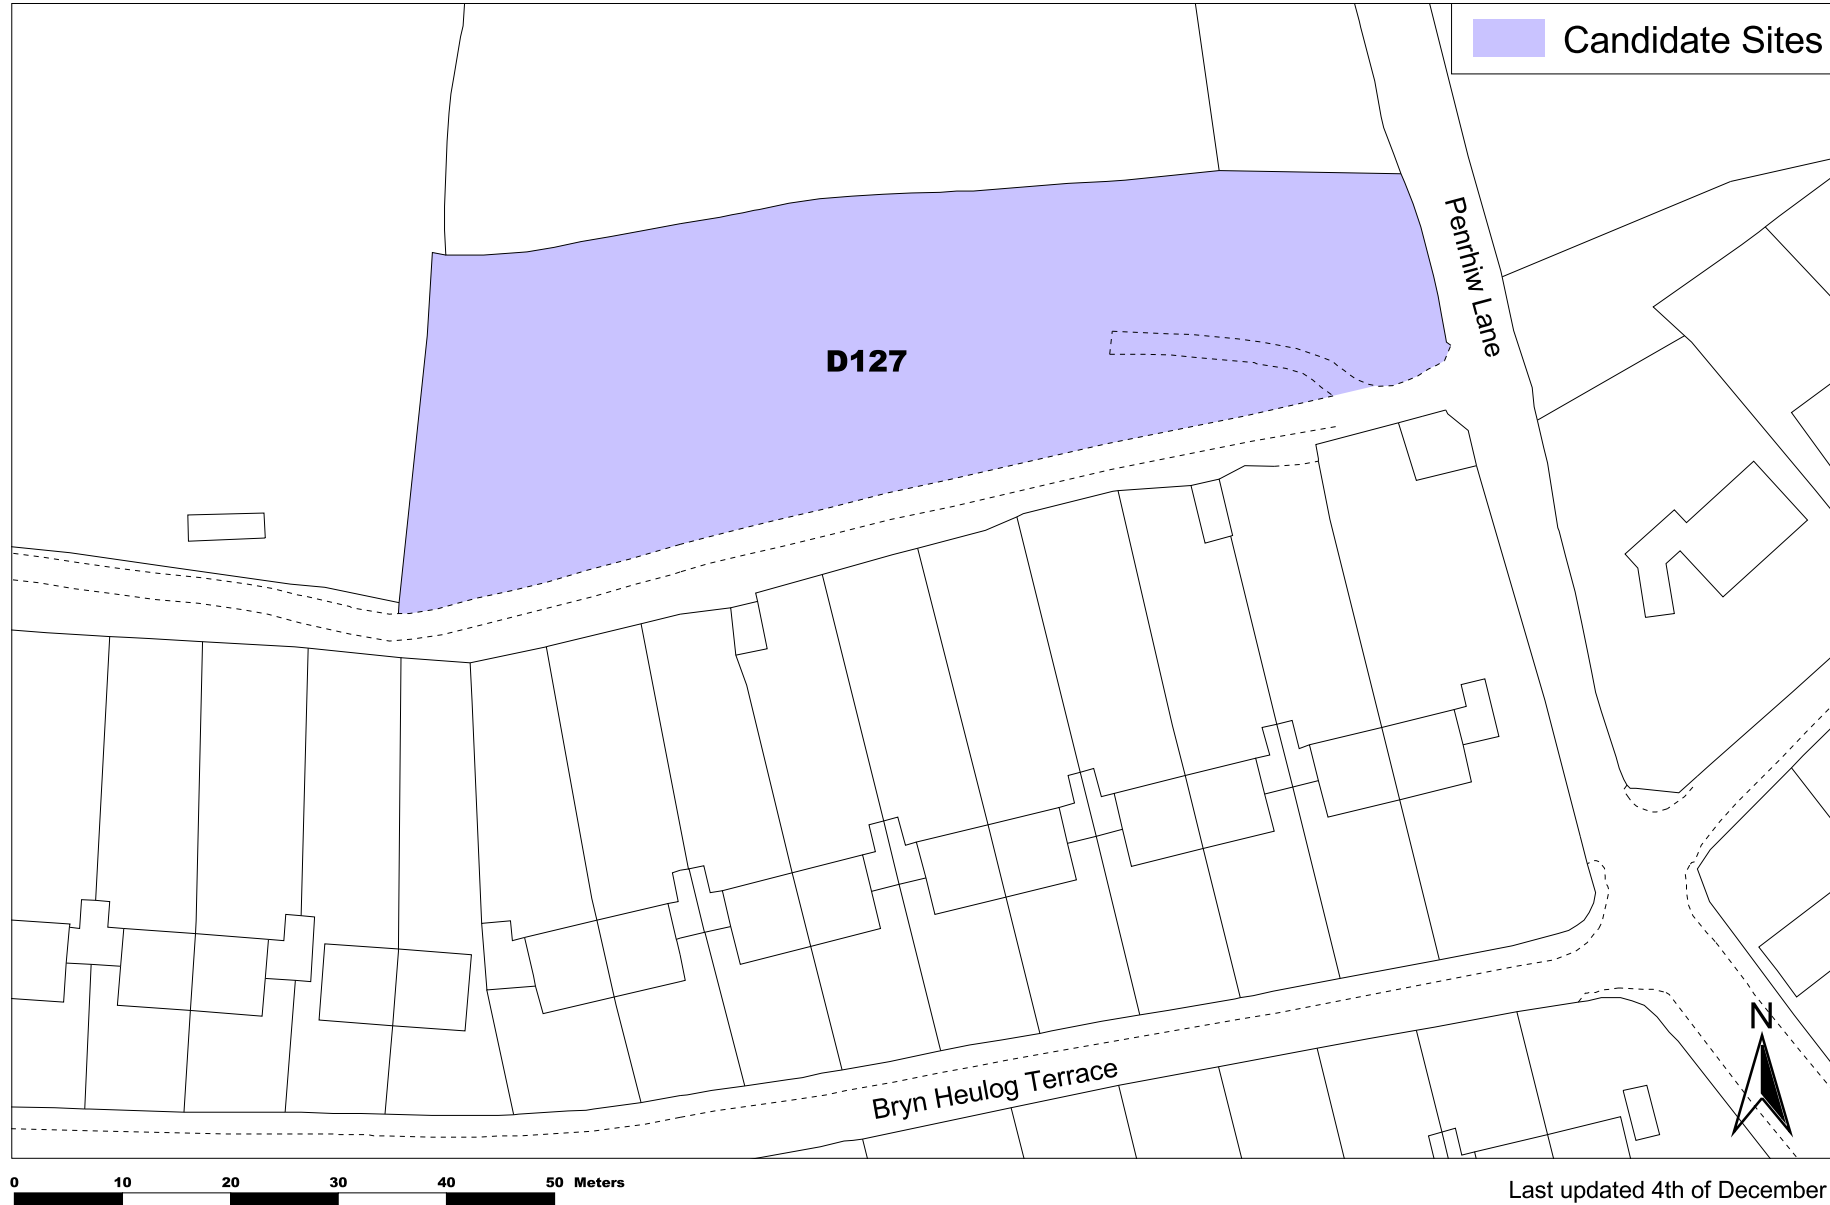 Candidate Sites
Penrhiw Lane
D127
N
Bryn Heulog Terrace
0 10 20 30 40 50 Meters
Last updated 4th of December